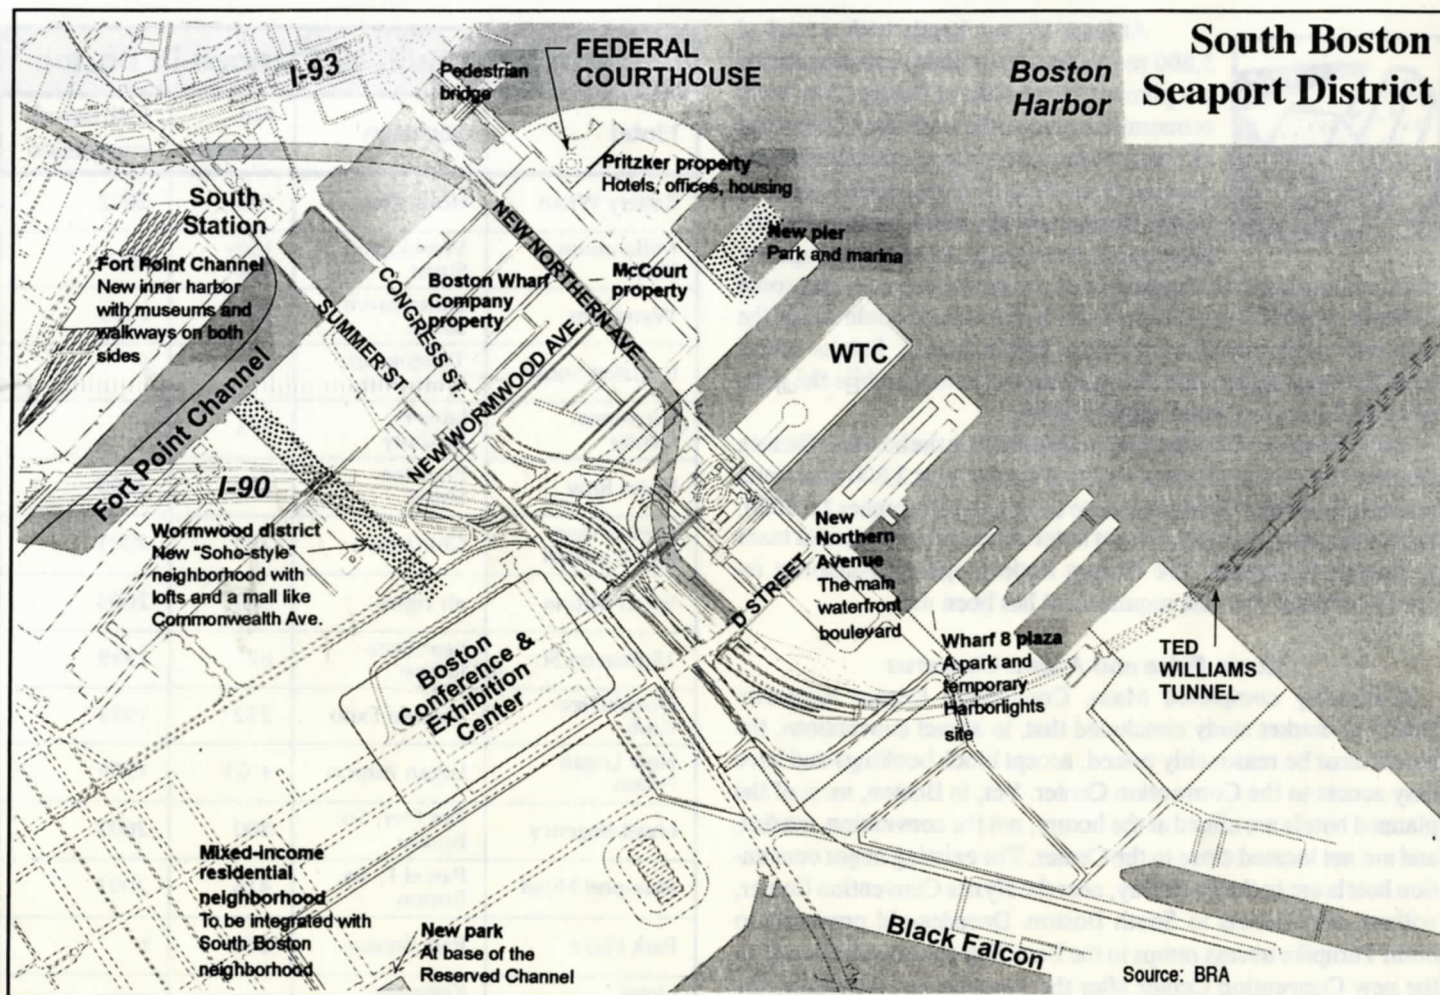 South Boston
Seaport District
Boston
Harbor
FEDERAL
COURTHOUSE
I-93
Pedestrian
bridge
Pritzker property
Hotels, offices, housing
South
Station
New pier
Park and marina
Fort Point Channel
New inner harbor
with museums and
walkways on both
sides
NEW NORTHERN AVE
McCourt
property
Boston Wharf
Company
property
CONGRESS ST.
SUMMER ST.
NEW WORMWOOD AVE.
WTC
Fort Point Channel
I-90
Wormwood district
New "Soho-style"
neighborhood with
lofts and a mall like
Commonwealth Ave.
New
Northern
Avenue
The main
waterfront
boulevard
D STREET
Boston
Conference &
Exhibition
Center
Wharf 8 plaza
A park and
temporary
Harborlights
site
TED
WILLIAMS
TUNNEL
Mixed-income
residential
neighborhood
To be integrated with
South Boston
neighborhood
New park
At base of the
Reserved Channel
Black Falcon
Source: BRA